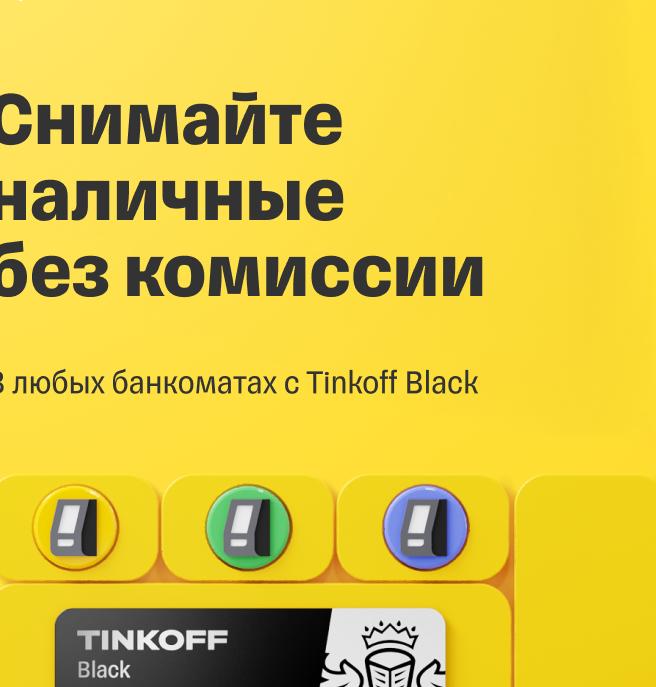 Снимайте
наличные
без комиссии
В любых банкоматах с Tinkoff Black
TINKOFF
Black